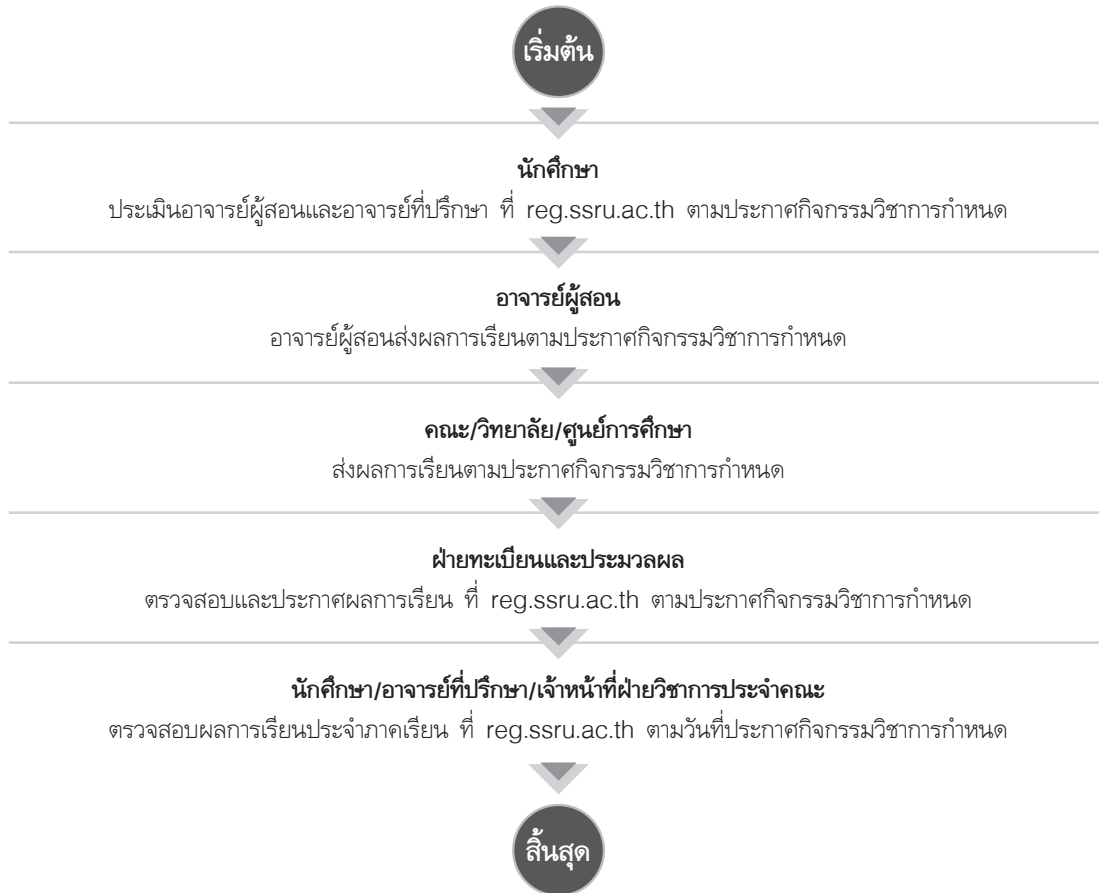 เริ่มต้น
นักศึกษา
ประเมินอาจารย์ผู้สอนและอาจารย์ที่ปรึกษา ที่ reg.ssru.ac.th ตามประกาศกิจกรรมวิชาการกำหนด
อาจารย์ผู้สอน
อาจารย์ผู้สอนส่งผลการเรียนตามประกาศกิจกรรมวิชาการกำหนด
คณะ/วิทยาลัย/ศูนย์การศึกษา
ส่งผลการเรียนตามประกาศกิจกรรมวิชาการกำหนด
ฝ่ายทะเบียนและประมวลผล
ตรวจสอบและประกาศผลการเรียน ที่ reg.ssru.ac.th ตามประกาศกิจกรรมวิชาการกำหนด
นักศึกษา/อาจารย์ที่ปรึกษา/เจ้าหน้าที่ฝ่ายวิชาการประจำคณะ
ตรวจสอบผลการเรียนประจำภาคเรียน ที่ reg.ssru.ac.th ตามวันที่ประกาศกิจกรรมวิชาการกำหนด
สิ้นสุด